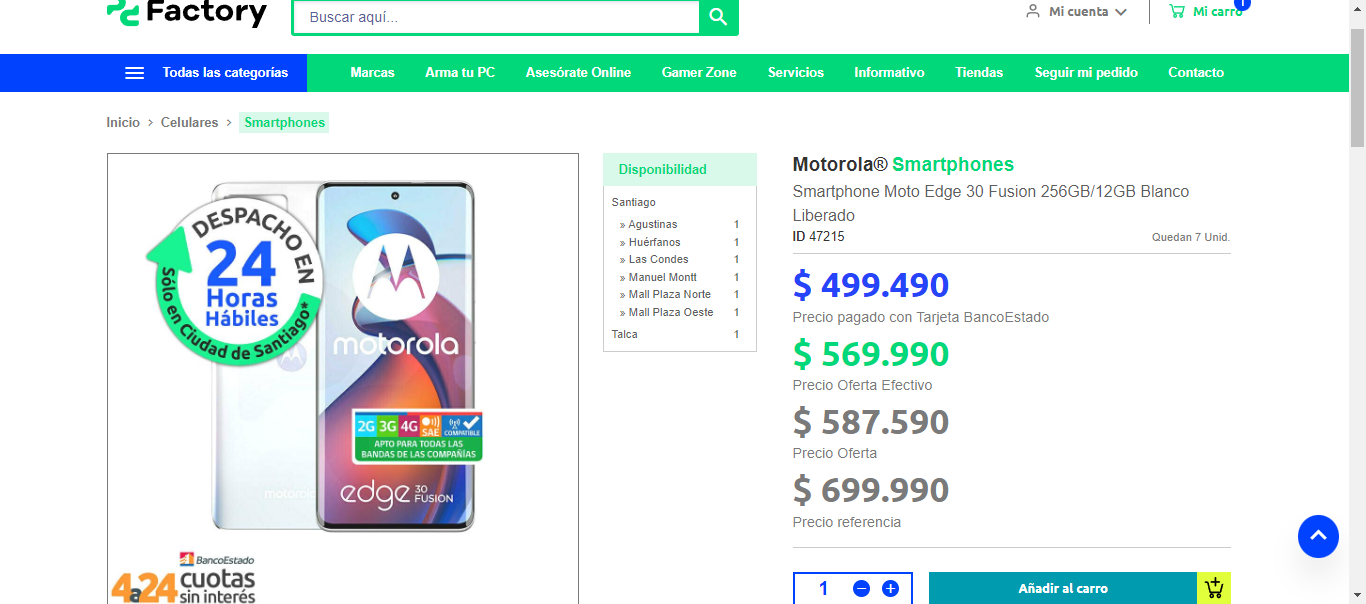 Factory
Buscar aquí...
Mi cuenta
Mi carro
1
Todas las categorías
Marcas
Arma tu PC
Asesórate Online
Gamer Zone
Servicios
Informativo
Tiendas
Seguir mi pedido
Contacto
Inicio > Celulares > Smartphones
DESPACHO EN
24
Horas
Hábiles
Sólo en Ciudad de Santiago*
motorola
2G 3G 4G SAE COMPATIBLE
APTO PARA TODAS LAS
BANDAS DE LAS COMPAÑÍAS
motorola
edge 30 FUSION
BancoEstado
4a24 cuotas
sin interés
Disponibilidad
Santiago
» Agustinas 1
» Huérfanos 1
» Las Condes 1
» Manuel Montt 1
» Mall Plaza Norte 1
» Mall Plaza Oeste 1
Talca 1
Motorola® Smartphones
Smartphone Moto Edge 30 Fusion 256GB/12GB Blanco
Liberado
ID 47215
Quedan 7 Unid.
$ 499.490
Precio pagado con Tarjeta BancoEstado
$ 569.990
Precio Oferta Efectivo
$ 587.590
Precio Oferta
$ 699.990
Precio referencia
1
Añadir al carro